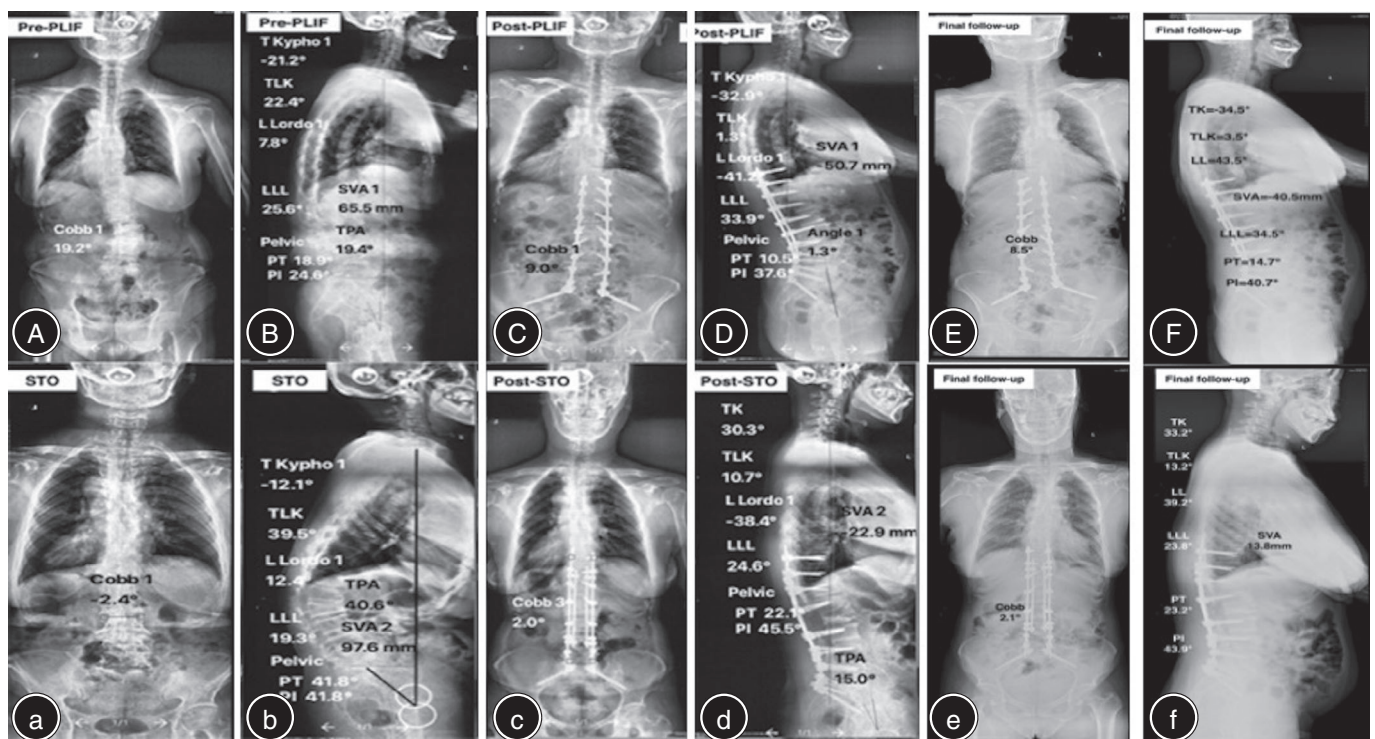 Pre-PLIF
Cobb 1
19.2°
A
Pre-PLIF
T Kypho 1
-21.2°
TLK
22.4°
L Lordo 1
7.8°
LLL
25.6°
SVA 1
65.5 mm
TPA
19.4°
Pelvic
PT 18.9°
PI 24.6°
B
Post-PLIF
Cobb 1
9.0°
C
Post-PLIF
T Kypho 1
-32.9°
TLK
1.3°
L Lordo 1
-41.2
SVA 1
-50.7 mm
LLL
33.9°
Angle 1
1.3°
Pelvic
PT 10.5°
PI 37.6°
D
Final follow-up
Cobb
8.5°
E
Final follow-up
TK=-34.5°
TLK=3.5°
LL=43.5°
SVA=-40.5mm
LLL=34.5°
PT=14.7°
PI=40.7°
F
STO
Cobb 1
-2.4°
a
STO
T Kypho 1
-12.1°
TLK
39.5°
L Lordo 1
12.4°
TPA
40.6°
LLL
19.3°
SVA 2
97.6 mm
Pelvic
PT 41.8°
PI 41.8°
1/1
b
Post-STO
Cobb 3
2.0°
c
Post-STO
TK
30.3°
TLK
10.7°
L Lordo 1
-38.4°
SVA 2
22.9 mm
LLL
24.6°
Pelvic
PT 22.1°
PI 45.5°
TPA
15.0°
d
Final follow-up
Cobb
2.1°
e
Final follow-up
TK
33.2°
TLK
13.2°
LL
39.2°
LLL
23.8°
SVA
13.8mm
PT
23.2°
PI
43.9°
f